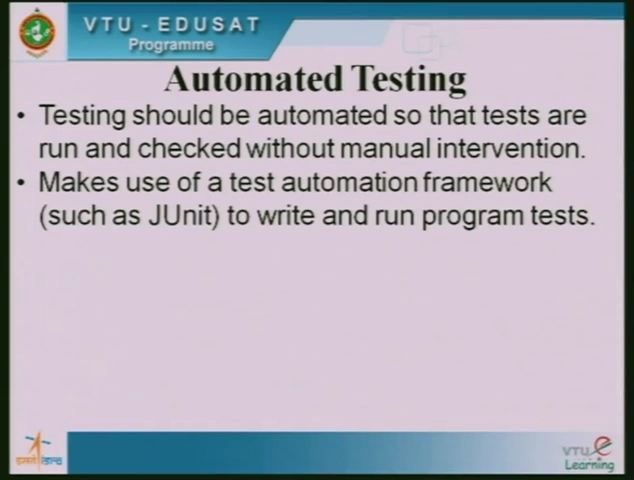 VTU - EDUSAT
Programme
Automated Testing
• Testing should be automated so that tests are
run and checked without manual intervention.
• Makes use of a test automation framework
(such as JUnit) to write and run program tests.
VTU
Learning